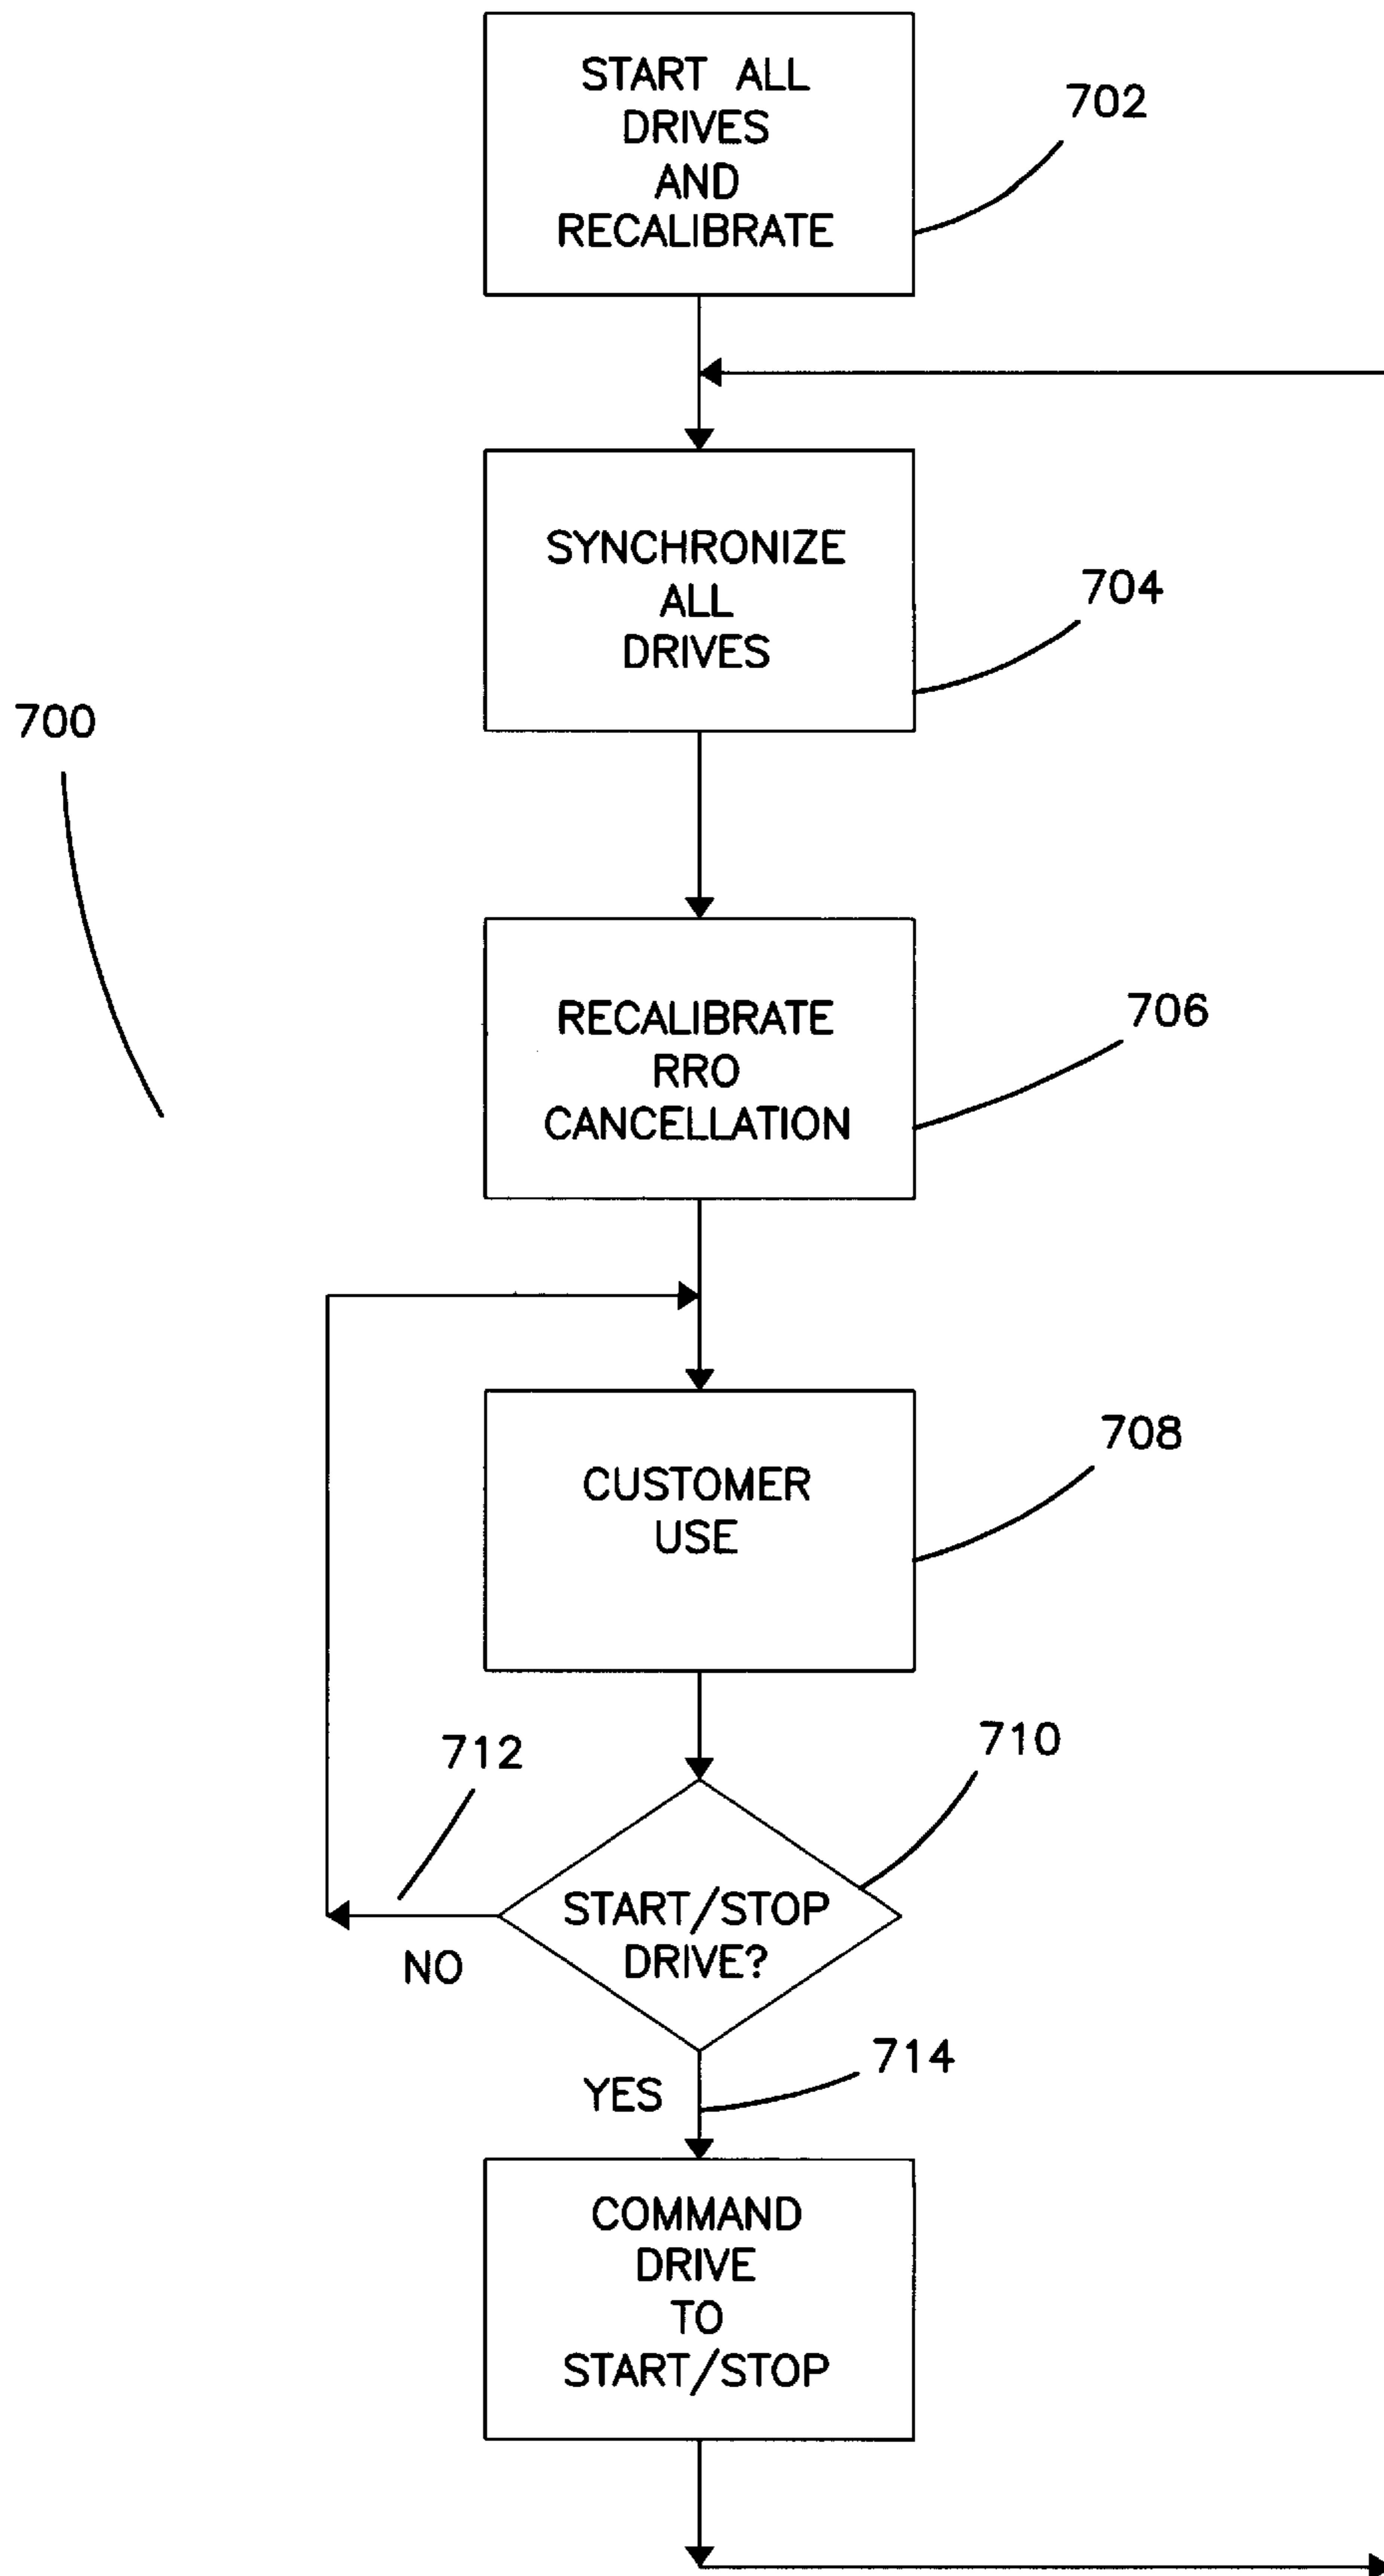 START ALL
DRIVES
AND
RECALIBRATE
702
SYNCHRONIZE
ALL
DRIVES
704
700
RECALIBRATE
RRO
CANCELLATION
706
CUSTOMER
USE
708
712
710
START/STOP
DRIVE?
NO
YES
714
COMMAND
DRIVE
TO
START/STOP